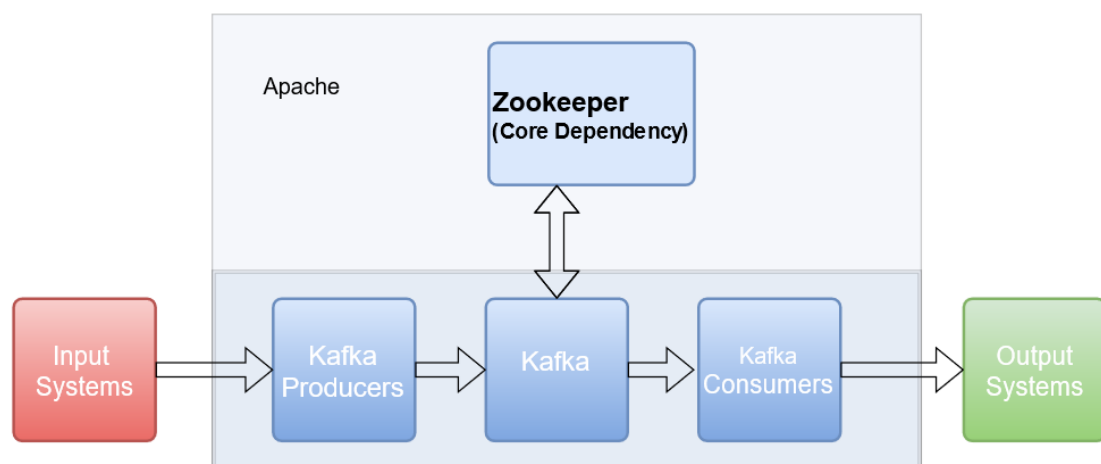 Apache
Zookeeper
(Core Dependency)
Input
Systems
Kafka
Producers
Kafka
Kafka
Consumers
Output
Systems